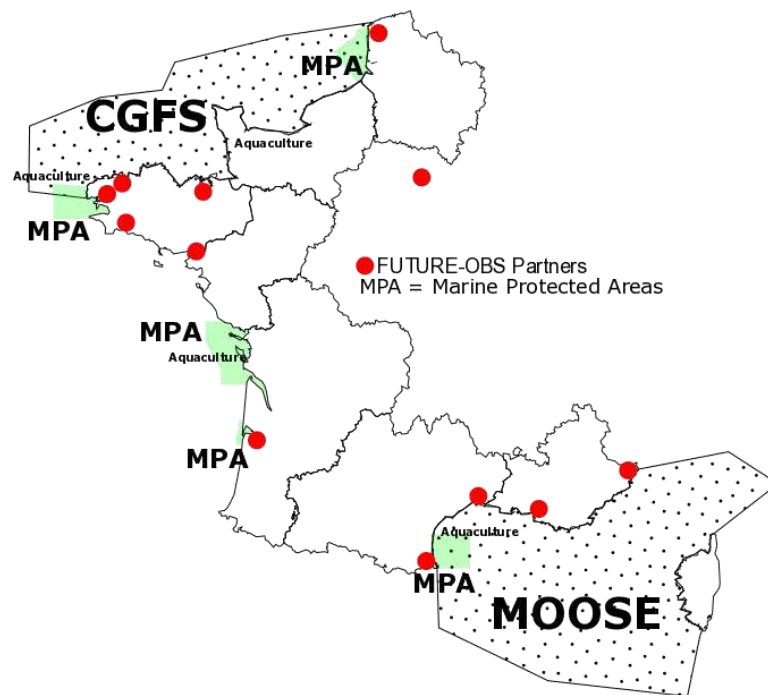 MPA
CGFS
Aquaculture
Aquaculture
MPA
FUTURE-OBS Partners
MPA = Marine Protected Areas
MPA
Aquaculture
MPA
Aquaculture
MPA
MOOSE